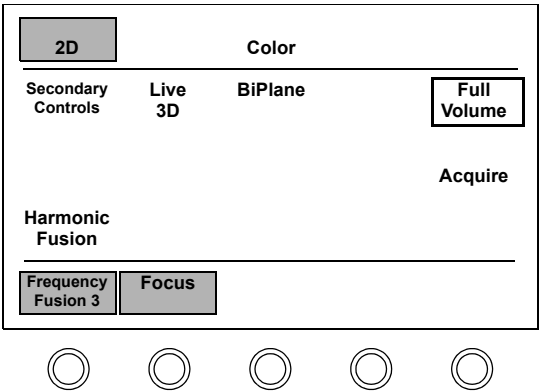 2D Color
Secondary Live BiPlane Full
Controls 3D Volume
Acquire
Harmonic
Fusion
Frequency Focus
Fusion 3